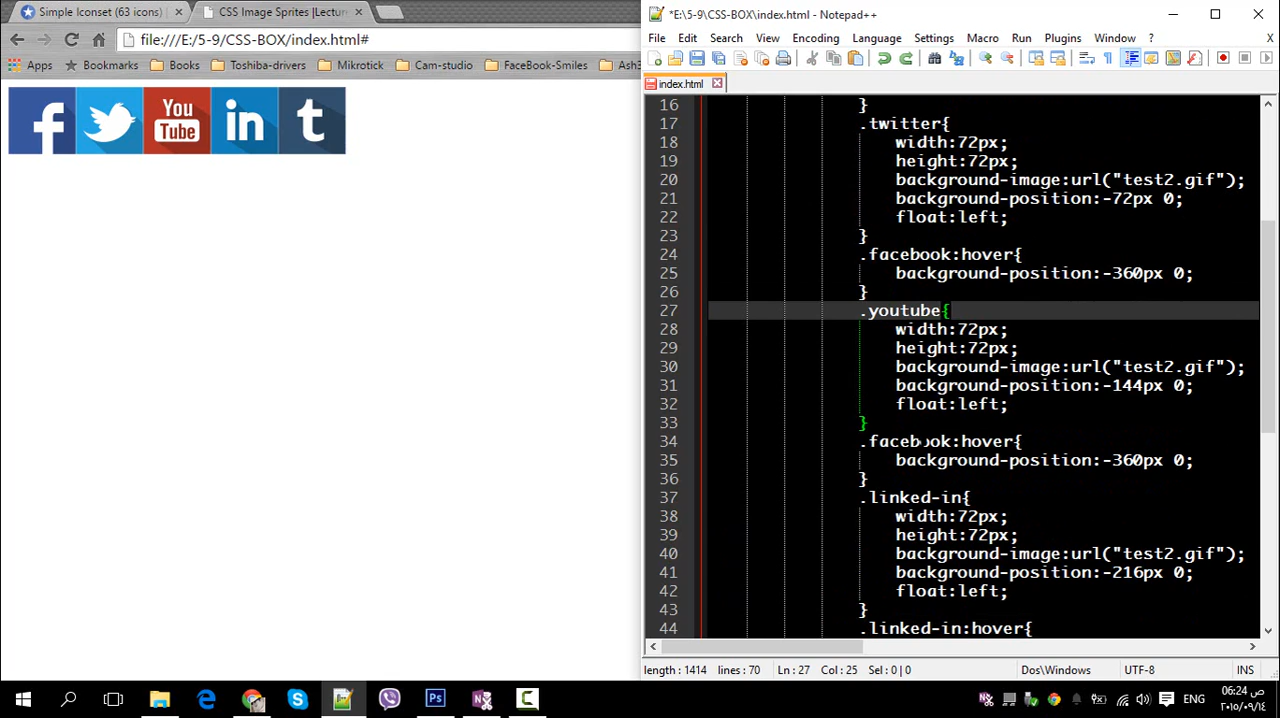 Simple Iconset (63 icons)
CSS Image Sprites |Lectur
file:///E:/5-9/CSS-BOX/index.html#
Apps
Bookmarks
Books
Toshiba-drivers
Mikrotick
Cam-studio
FaceBook-Smiles
Ash3
You
Tube
in
t
*E:\5-9\CSS-BOX\index.html - Notepad++
File Edit Search View Encoding Language Settings Macro Run Plugins Window ? X
index.html
16 }
17 .twitter{
18 width:72px;
19 height:72px;
20 background-image:url("test2.gif");
21 background-position:-72px 0;
22 float:left;
23 }
24 .facebook:hover{
25 background-position:-360px 0;
26 }
27 .youtube{
28 width:72px;
29 height:72px;
30 background-image:url("test2.gif");
31 background-position:-144px 0;
32 float:left;
33 }
34 .facebook:hover{
35 background-position:-360px 0;
36 }
37 .linked-in{
38 width:72px;
39 height:72px;
40 background-image:url("test2.gif");
41 background-position:-216px 0;
42 float:left;
43 }
44 .linked-in:hover{
length : 1414 lines : 70 Ln : 27 Col : 25 Sel : 0 | 0 Dos\Windows UTF-8 INS
Ps
ENG
06:24 ص
٢٠١٥/٠٩/١٤